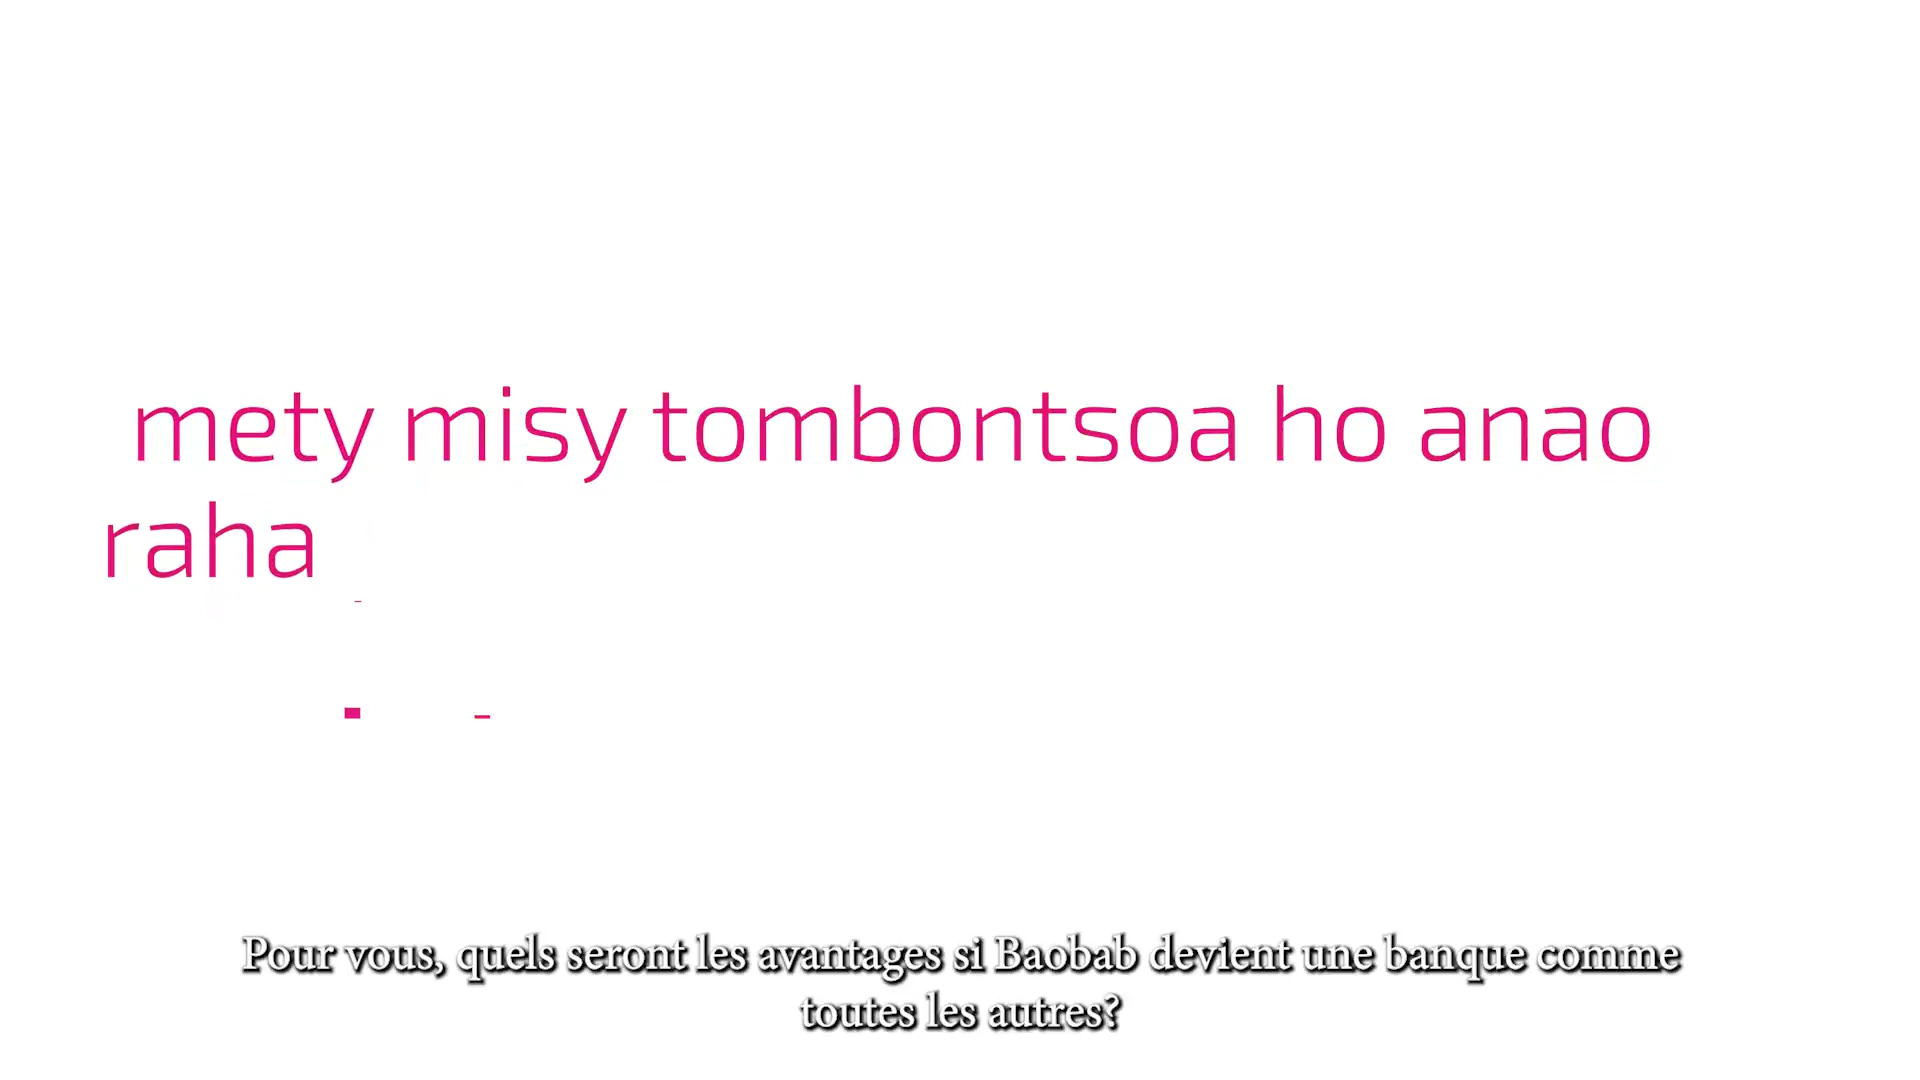 mety misy tombontsoa ho anao
raha
Pour vous, quels seront les avantages si Baobab devient une banque comme
toutes les autres?